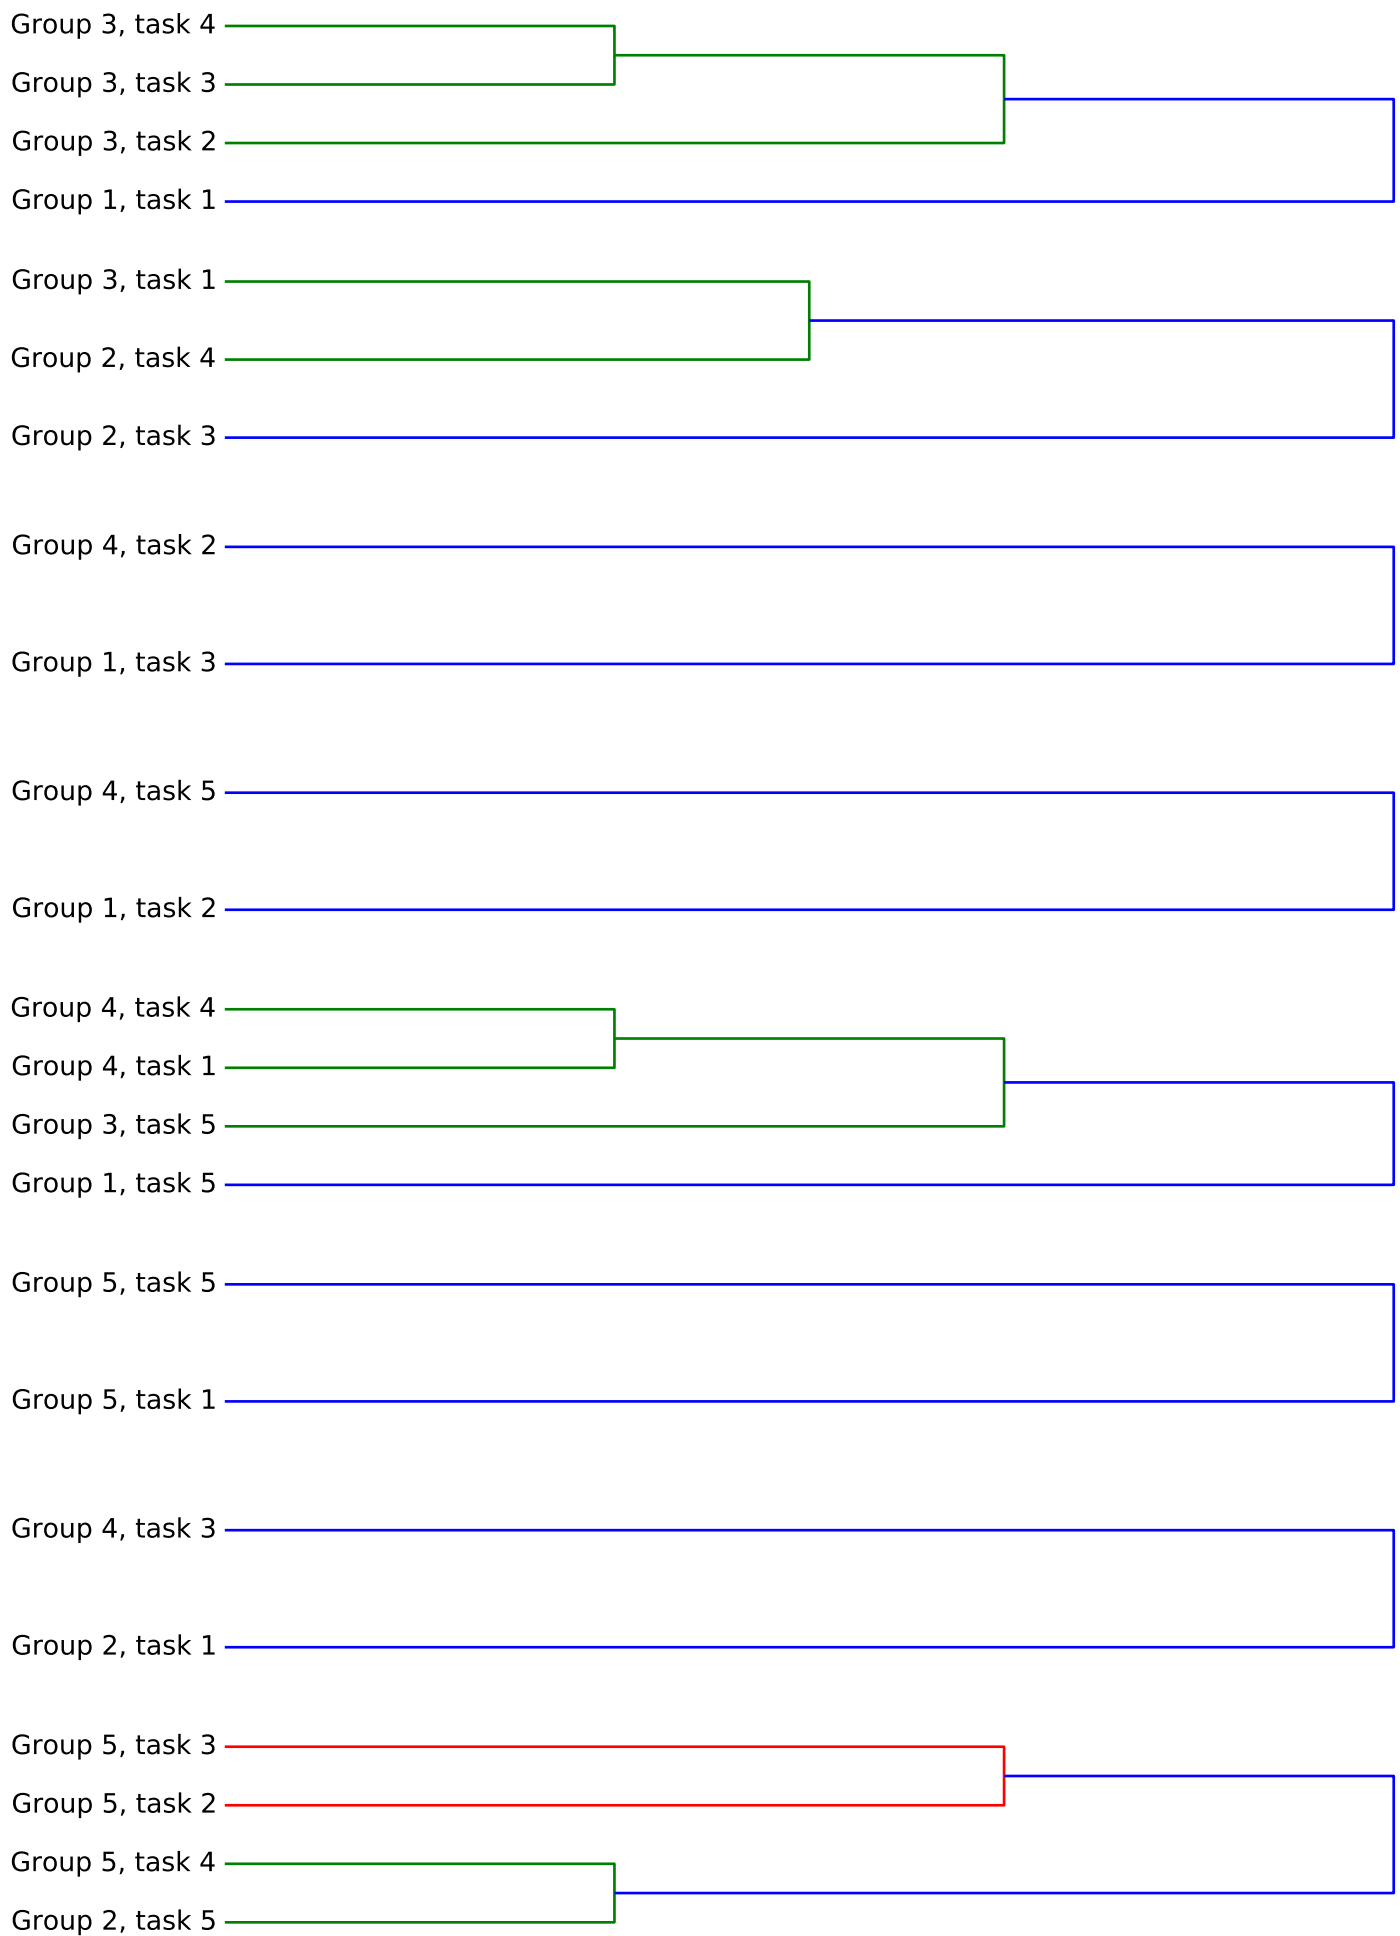 Group 3, task 4
Group 3, task 3
Group 3, task 2
Group 1, task 1
Group 3, task 1
Group 2, task 4
Group 2, task 3
Group 4, task 2
Group 1, task 3
Group 4, task 5
Group 1, task 2
Group 4, task 4
Group 4, task 1
Group 3, task 5
Group 1, task 5
Group 5, task 5
Group 5, task 1
Group 4, task 3
Group 2, task 1
Group 5, task 3
Group 5, task 2
Group 5, task 4
Group 2, task 5